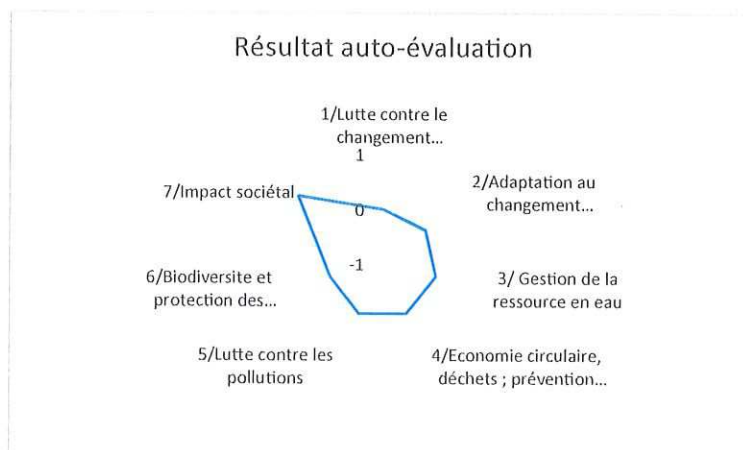 Résultat auto-évaluation
1/Lutte contre le
changement...
1
7/Impact sociétal
0
2/Adaptation au
changement...
-1
6/Biodiversite et
protection des...
3/ Gestion de la
ressource en eau
5/Lutte contre les
pollutions
4/Economie circulaire,
déchets ; prévention...